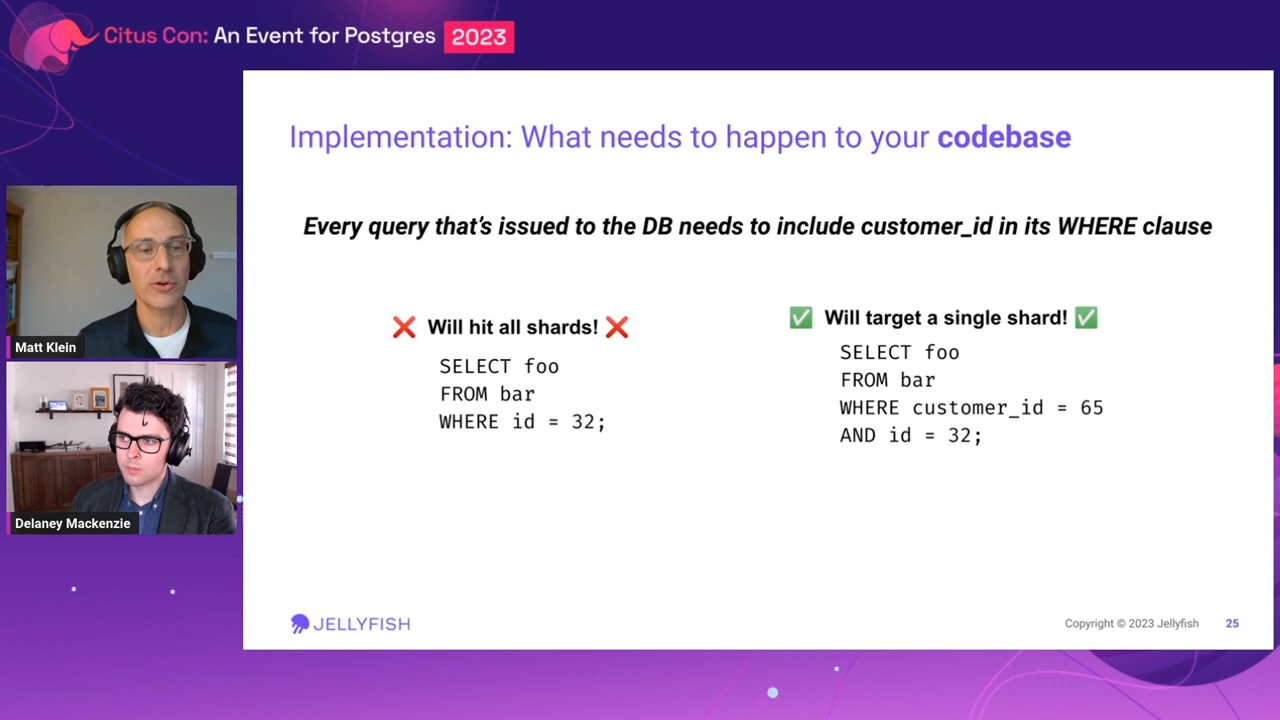 Citus Con: An Event for Postgres 2023
Implementation: What needs to happen to your codebase
Every query that's issued to the DB needs to include customer_id in its WHERE clause
❌ Will hit all shards! ❌
SELECT foo
FROM bar
WHERE id = 32;
✅ Will target a single shard! ✅
SELECT foo
FROM bar
WHERE customer_id = 65
AND id = 32;
Matt Klein
Delaney Mackenzie
JELLYFISH
Copyright © 2023 Jellyfish 25